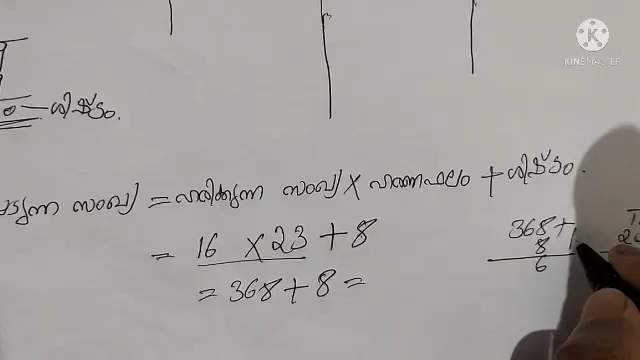 KINEMASTER
ശിഷ്ടം.
ക്കുന്ന സംഖ്യ = ഹരിക്കുന്ന സംഖ്യ × ഹരണഫലം + ശിഷ്ടം.
= 16 × 23 + 8
= 368 + 8 =
368 +
8
6